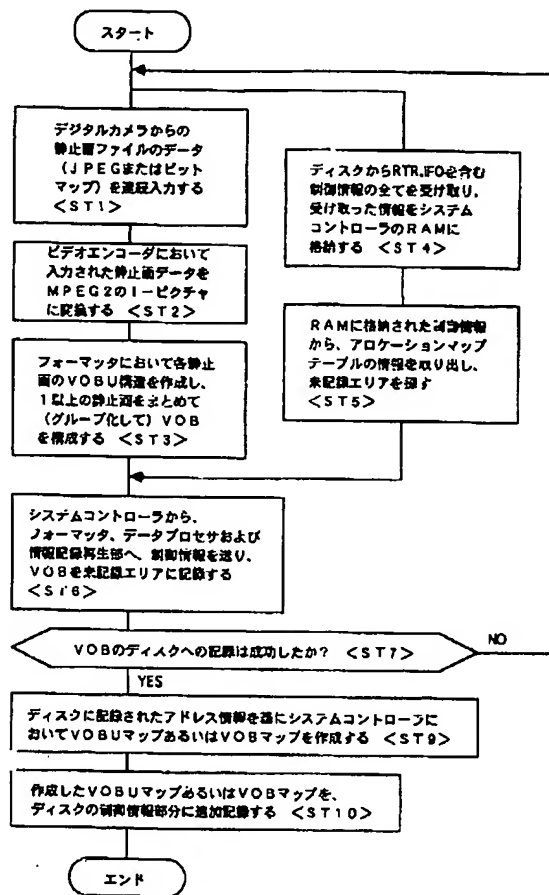 スタート
デジタルカメラからの
静止画ファイルのデータ
(JPEGまたはビット
マップ)を連続入力する
<ST1>
ビデオエンコーダにおいて
入力された静止画データを
MPEG2のI-ピクチャ
に変換する <ST2>
フォーマッタにおいて各静止
画のVOBU構造を作成し、
1以上の静止画をまとめて
(グループ化して)VOB
を構成する <ST3>
ディスクからRTR.IFOを含む
制御情報の全てを受け取り、
受け取った情報をシステム
コントローラのRAMに
格納する <ST4>
RAMに格納された制御情報
から、アロケーションマップ
テーブルの情報を取り出し、
未記録エリアを探す
<ST5>
システムコントローラから、
フォーマッタ、データプロセサおよび
情報記録再生部へ、制御情報を送り、
VOBを未記録エリアに記録する
<ST6>
VOBのディスクへの記録は成功したか? <ST7>
NO
YES
ディスクに記録されたアドレス情報を基にシステムコントローラに
おいてVOBUマップあるいはVOBマップを作成する <ST9>
作成したVOBUマップあるいはVOBマップを、
ディスクの制御情報部分に追加記録する <ST10>
エンド